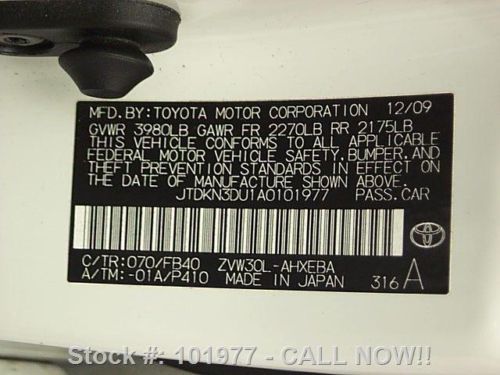 MFD. BY: TOYOTA MOTOR CORPORATION 12/09
GVWR 3980LB GAWR FR 2270LB RR 2175LB
THIS VEHICLE CONFORMS TO ALL APPLICABLE
FEDERAL MOTOR VEHICLE SAFETY, BUMPER, AND
THEFT PREVENTION STANDARDS IN EFFECT ON
THE DATE OF MANUFACTURE SHOWN ABOVE.
JTDKN3DU1A0101977 PASS. CAR
C/TR: 070/FB40 ZVW30L-AHXEBA
A/TM: -01A/P410 MADE IN JAPAN 316 A
Stock #: 101977 - CALL NOW!!